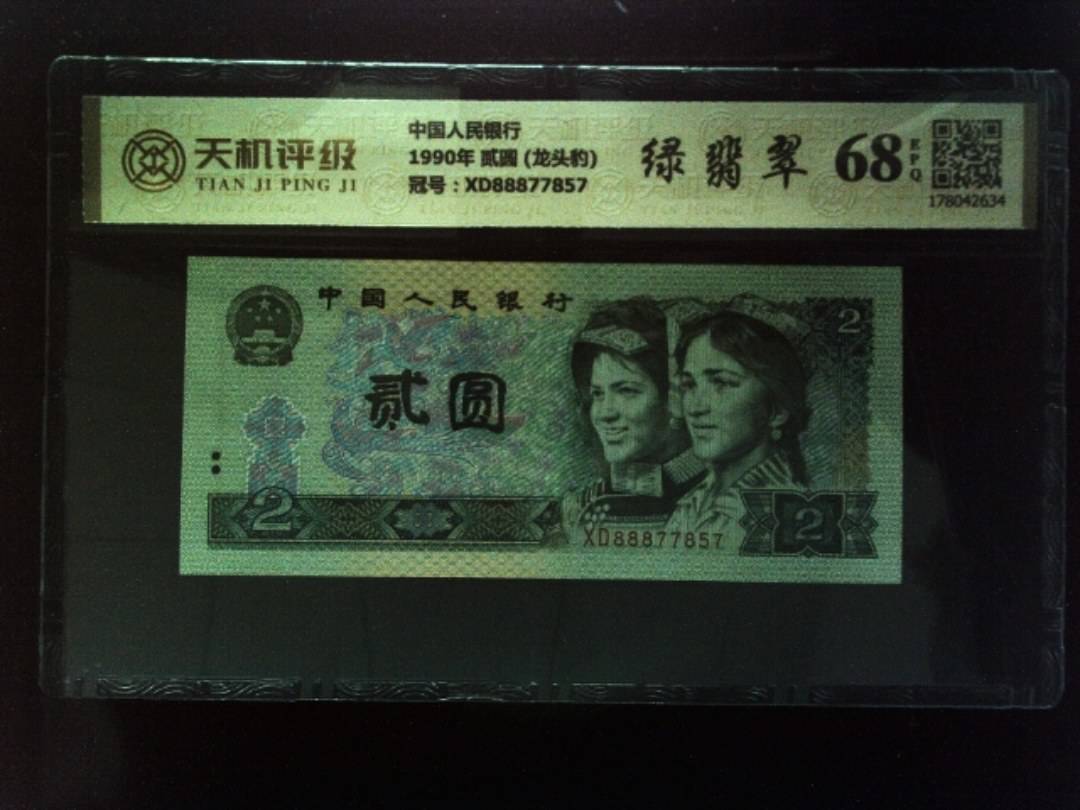 天机评级
TIAN JI PING JI
中国人民银行
1990年 贰圆 (龙头豹)
冠号：XD88877857
绿翡翠
68
EPQ
178042634
中国人民银行
2
贰圆
2
XD88877857
2